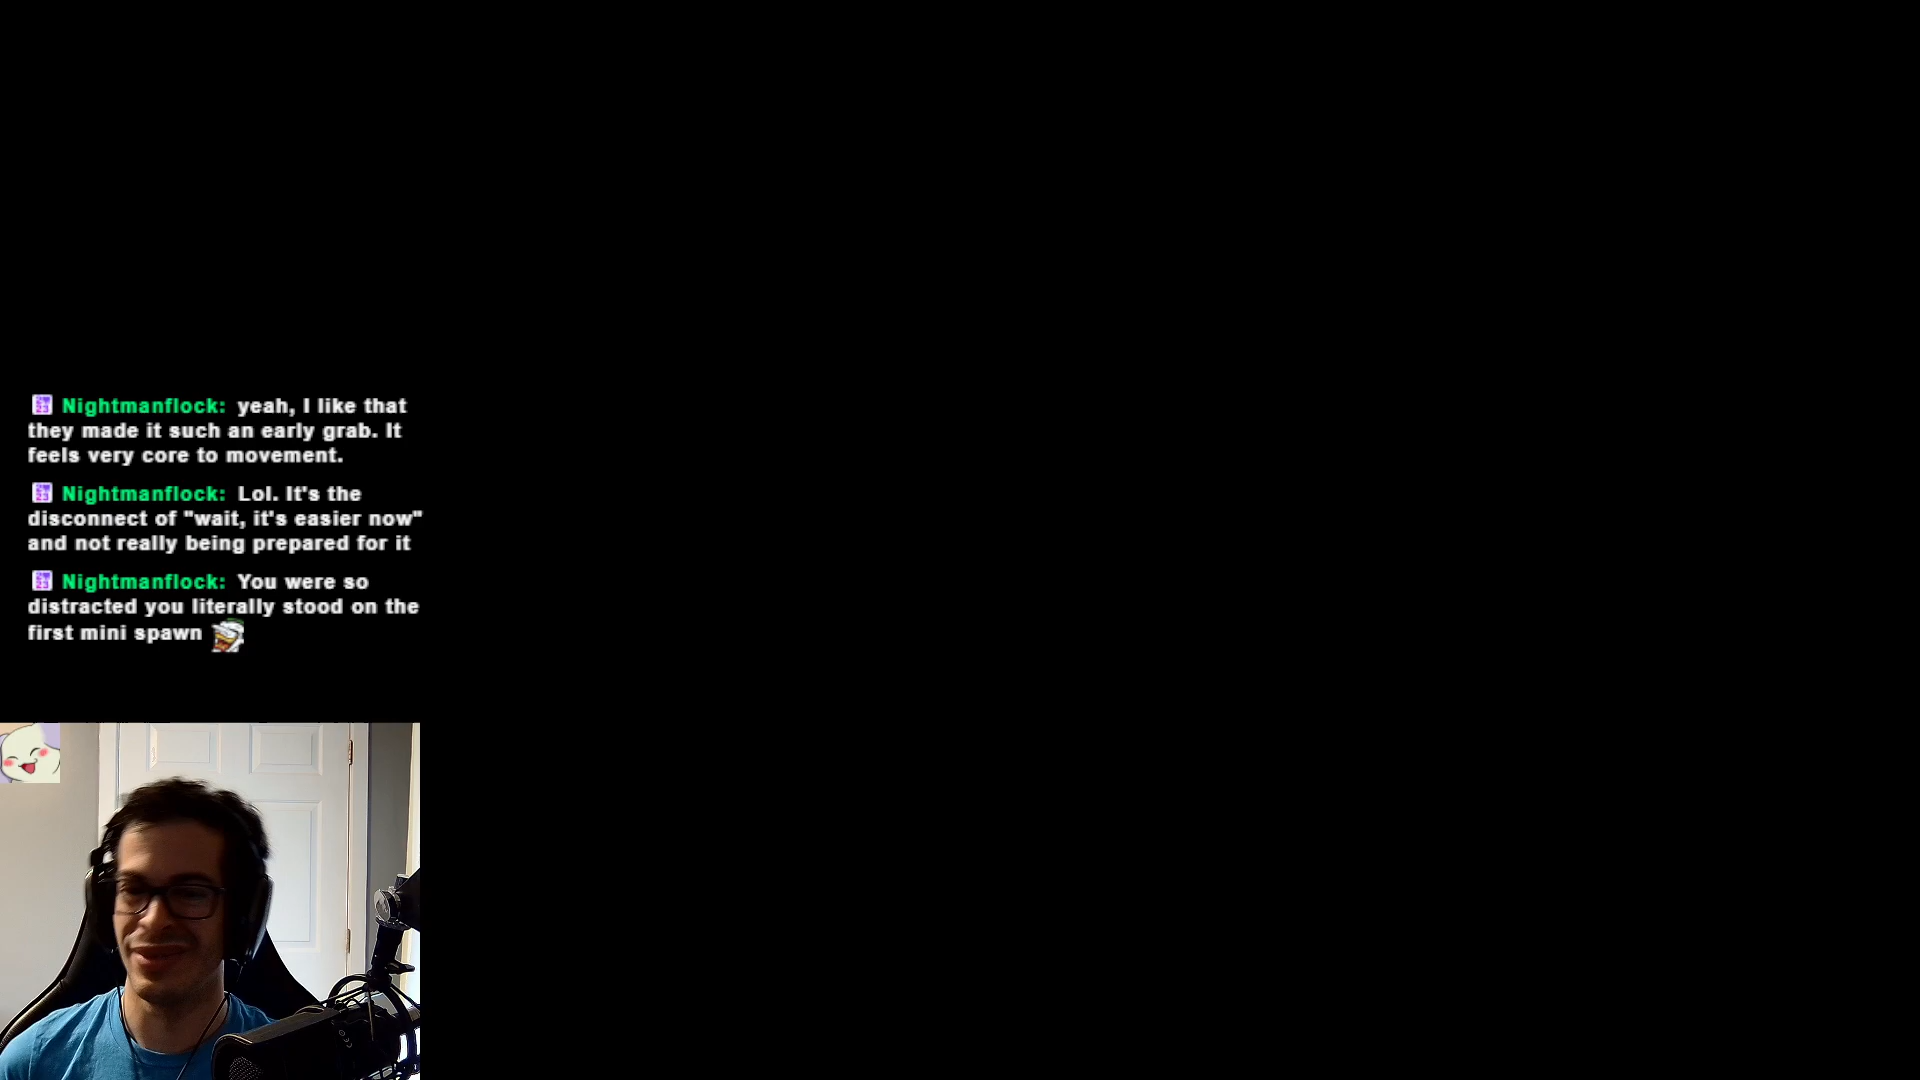 Nightmanflock: yeah, I like that
they made it such an early grab. It
feels very core to movement.
Nightmanflock: Lol. It's the
disconnect of "wait, it's easier now"
and not really being prepared for it
Nightmanflock: You were so
distracted you literally stood on the
first mini spawn